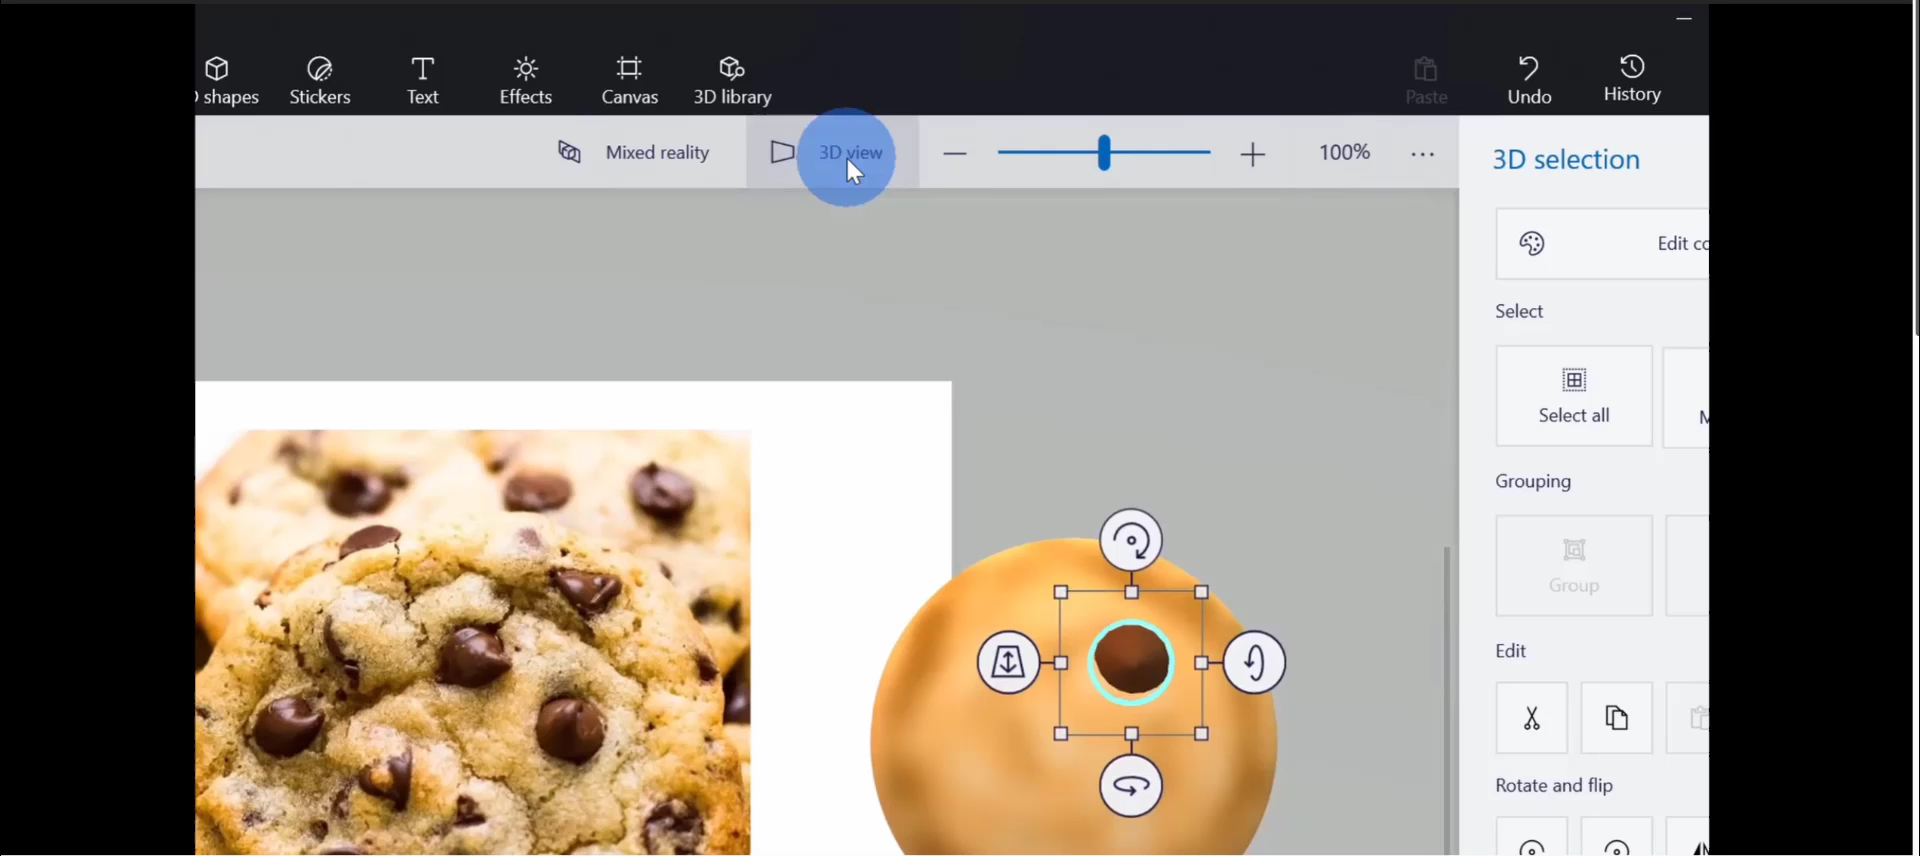 shapes
Stickers
Text
Effects
Canvas
3D library
Paste
Undo
History
Mixed reality
3D view
100%
3D selection
Edit
Select
Select all
Grouping
Group
Edit
Rotate and flip